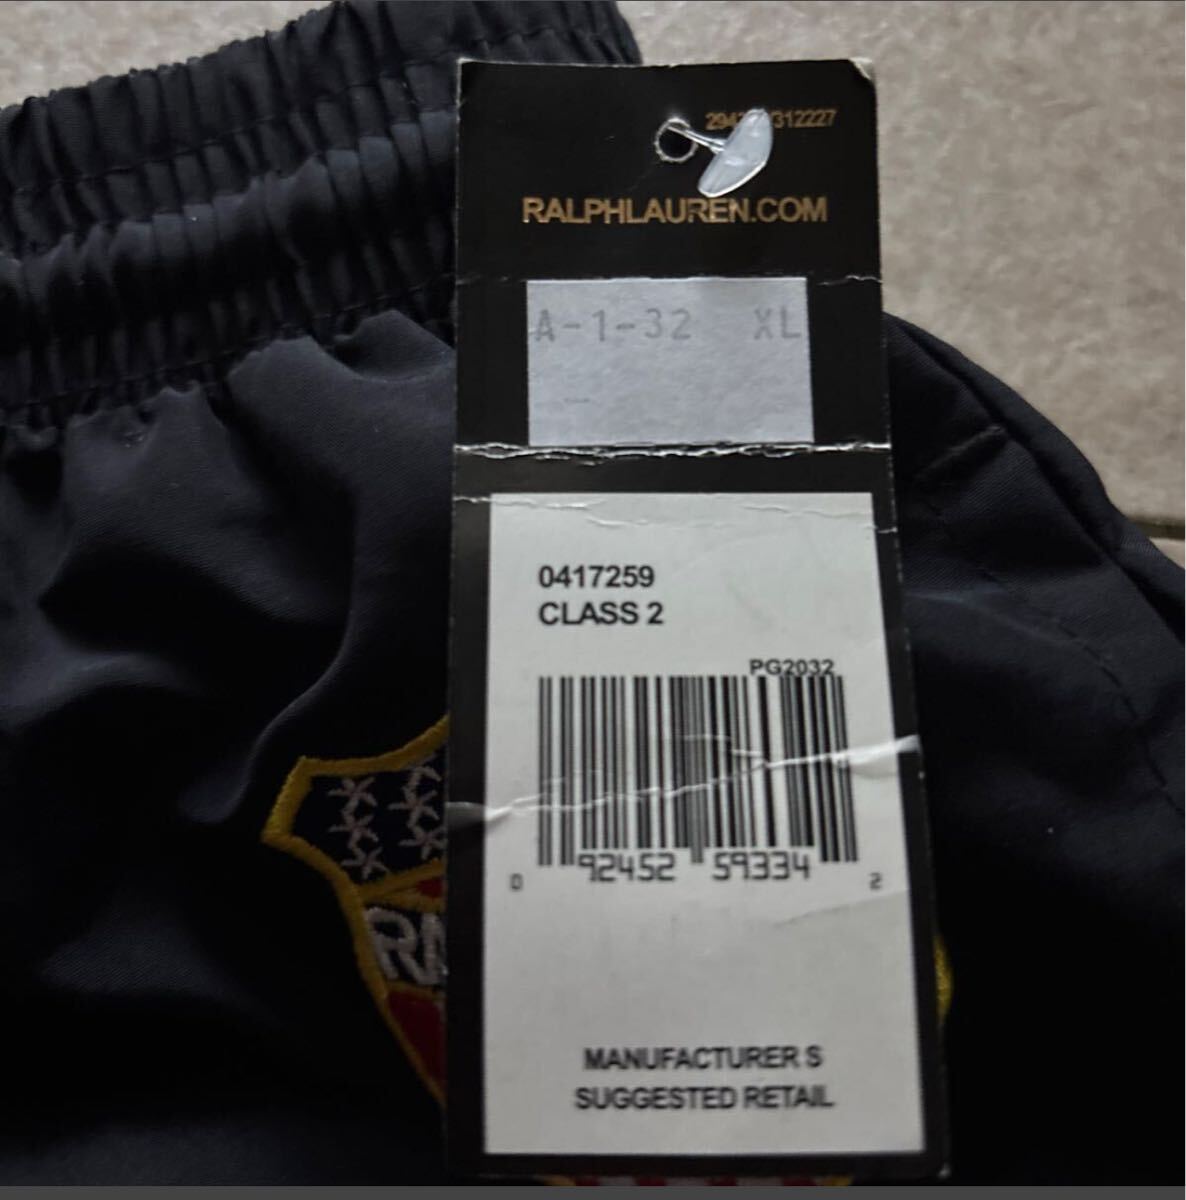 RALPHLAUREN.COM
A-1-32 XL
0417259
CLASS 2
PG2032
0 92452 59334 2
MANUFACTURER S
SUGGESTED RETAIL